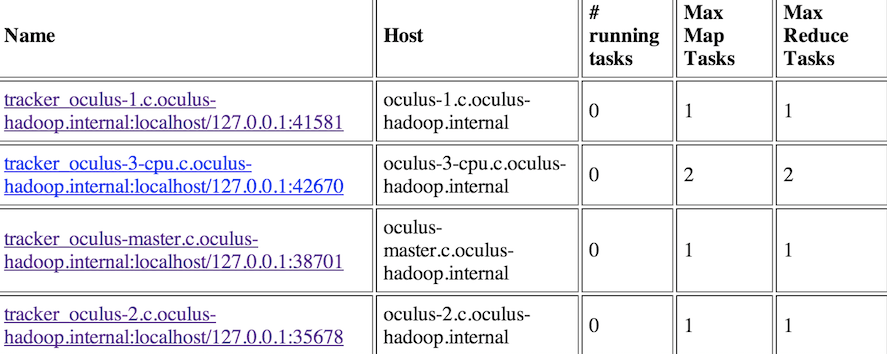 Name
Host
#
running
tasks
Max
Map
Tasks
Max
Reduce
Tasks
tracker_oculus-1.c.oculus-
hadoop.internal:localhost/127.0.0.1:41581
oculus-1.c.oculus-
hadoop.internal
0
1
1
tracker_oculus-3-cpu.c.oculus-
hadoop.internal:localhost/127.0.0.1:42670
oculus-3-cpu.c.oculus-
hadoop.internal
0
2
2
tracker_oculus-master.c.oculus-
hadoop.internal:localhost/127.0.0.1:38701
oculus-
master.c.oculus-
hadoop.internal
0
1
1
tracker_oculus-2.c.oculus-
hadoop.internal:localhost/127.0.0.1:35678
oculus-2.c.oculus-
hadoop.internal
0
1
1